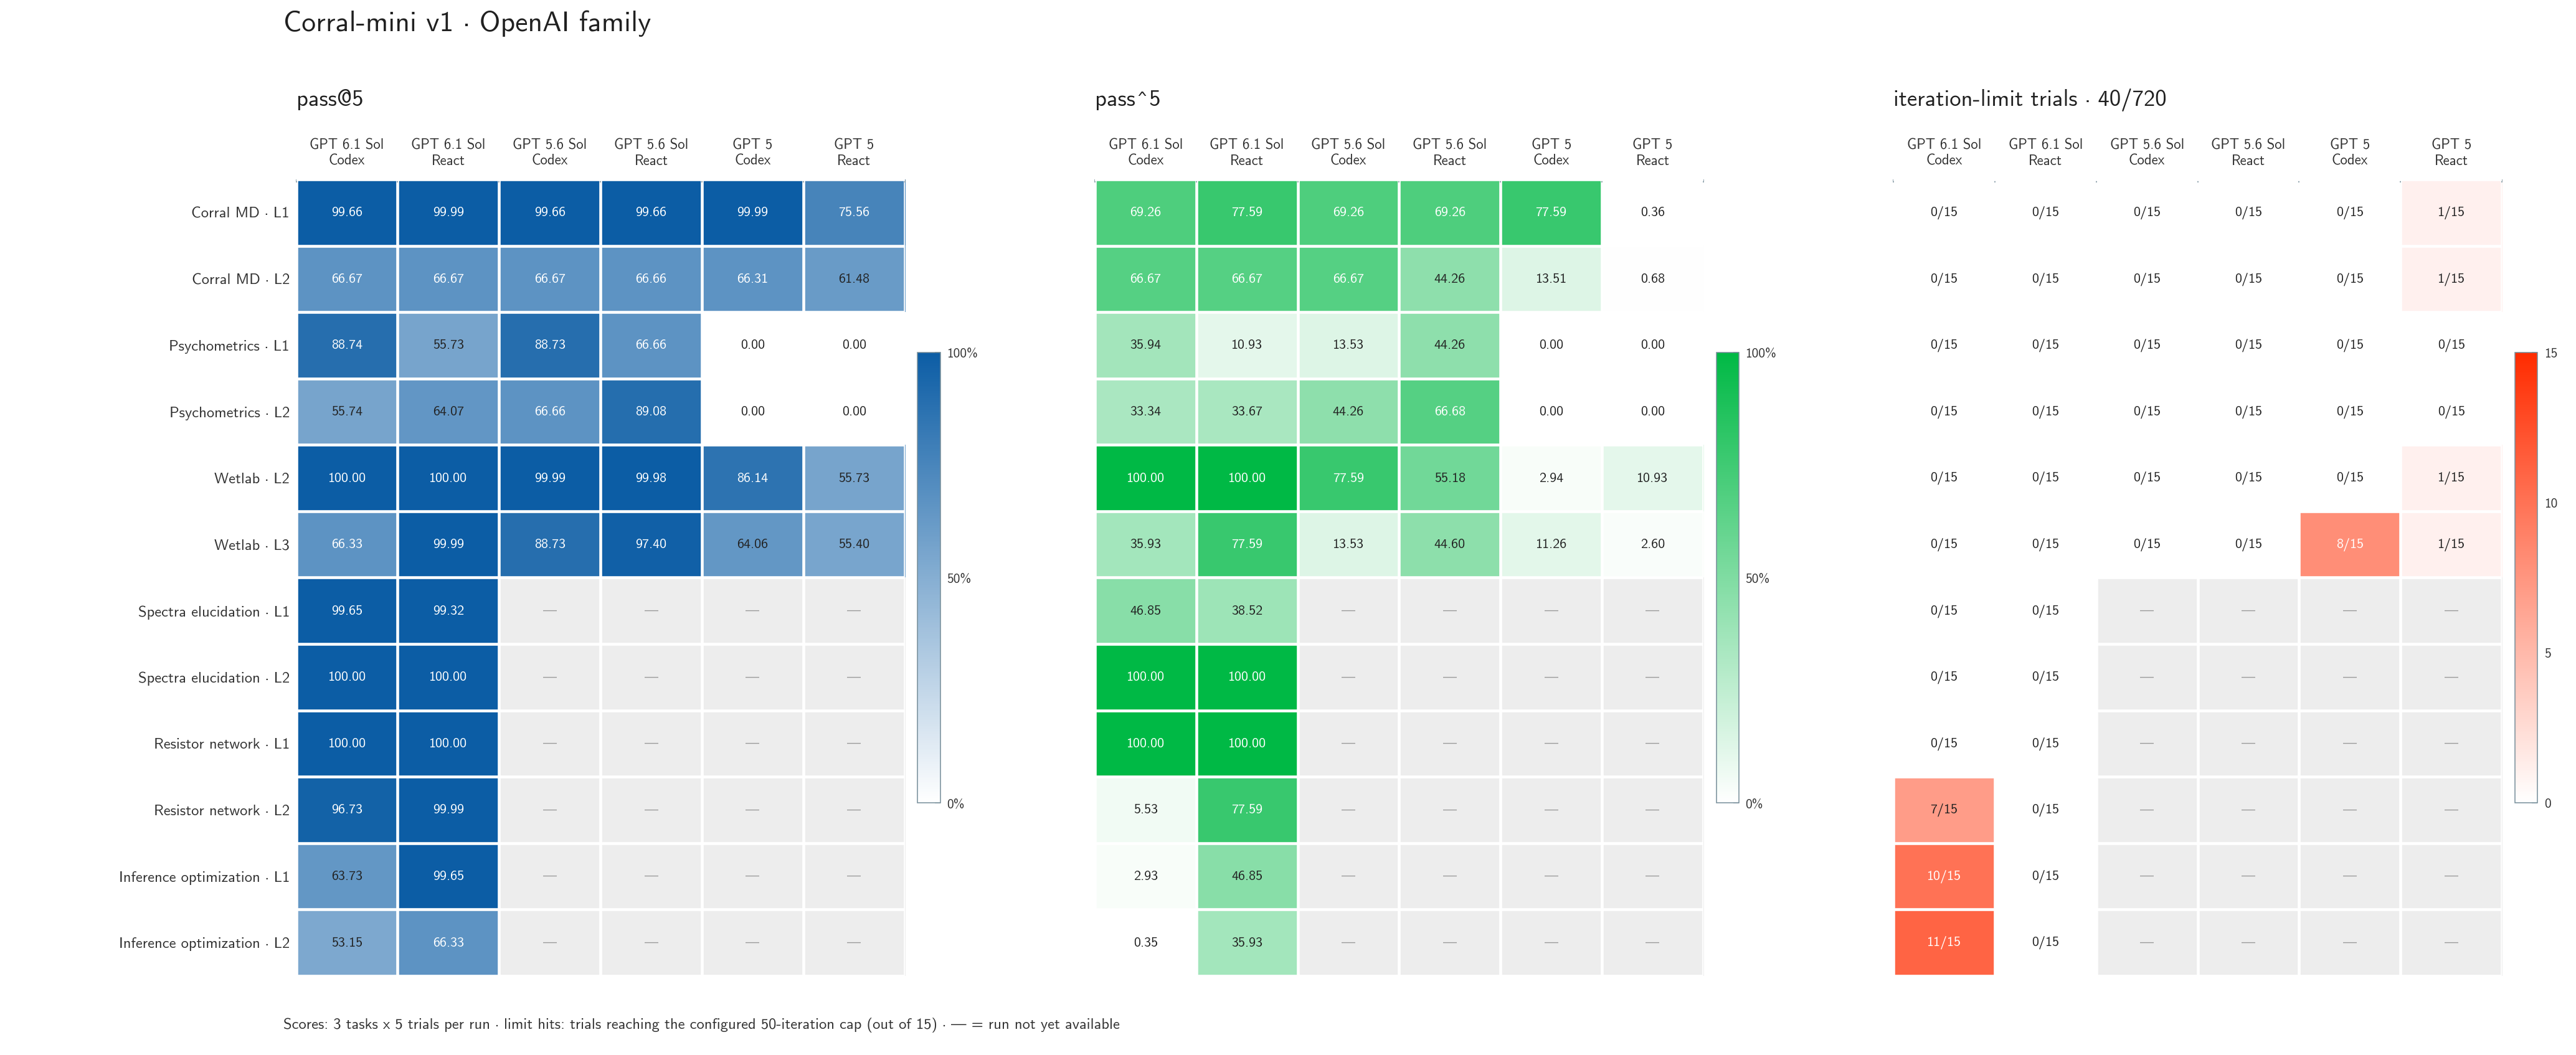 Corral-mini v1 · OpenAI family
pass@5
pass^5
iteration-limit trials · 40/720
GPT 6.1 Sol GPT 6.1 Sol GPT 5.6 Sol GPT 5.6 Sol GPT 5 GPT 5
Codex React Codex React Codex React
GPT 6.1 Sol GPT 6.1 Sol GPT 5.6 Sol GPT 5.6 Sol GPT 5 GPT 5
Codex React Codex React Codex React
GPT 6.1 Sol GPT 6.1 Sol GPT 5.6 Sol GPT 5.6 Sol GPT 5 GPT 5
Codex React Codex React Codex React
Corral MD · L1 99.66 99.99 99.66 99.66 99.99 75.56 69.26 77.59 69.26 69.26 77.59 0.36 0/15 0/15 0/15 0/15 0/15 1/15
Corral MD · L2 66.67 66.67 66.67 66.66 66.31 61.48 66.67 66.67 66.67 44.26 13.51 0.68 0/15 0/15 0/15 0/15 0/15 1/15
Psychometrics · L1 88.74 55.73 88.73 66.66 0.00 0.00 35.94 10.93 13.53 44.26 0.00 0.00 0/15 0/15 0/15 0/15 0/15 0/15
Psychometrics · L2 55.74 64.07 66.66 89.08 0.00 0.00 33.34 33.67 44.26 66.68 0.00 0.00 0/15 0/15 0/15 0/15 0/15 0/15
Wetlab · L2 100.00 100.00 99.99 99.98 86.14 55.73 100.00 100.00 77.59 55.18 2.94 10.93 0/15 0/15 0/15 0/15 0/15 1/15
Wetlab · L3 66.33 99.99 88.73 97.40 64.06 55.40 35.93 77.59 13.53 44.60 11.26 2.60 0/15 0/15 0/15 0/15 8/15 1/15
Spectra elucidation · L1 99.65 99.32 — — — — 46.85 38.52 — — — — 0/15 0/15 — — — —
Spectra elucidation · L2 100.00 100.00 — — — — 100.00 100.00 — — — — 0/15 0/15 — — — —
Resistor network · L1 100.00 100.00 — — — — 100.00 100.00 — — — — 0/15 0/15 — — — —
Resistor network · L2 96.73 99.99 — — — — 5.53 77.59 — — — — 7/15 0/15 — — — —
Inference optimization · L1 63.73 99.65 — — — — 2.93 46.85 — — — — 10/15 0/15 — — — —
Inference optimization · L2 53.15 66.33 — — — — 0.35 35.93 — — — — 11/15 0/15 — — — —
100%
50%
0%
100%
50%
0%
15
10
5
0
Scores: 3 tasks x 5 trials per run · limit hits: trials reaching the configured 50-iteration cap (out of 15) · — = run not yet available